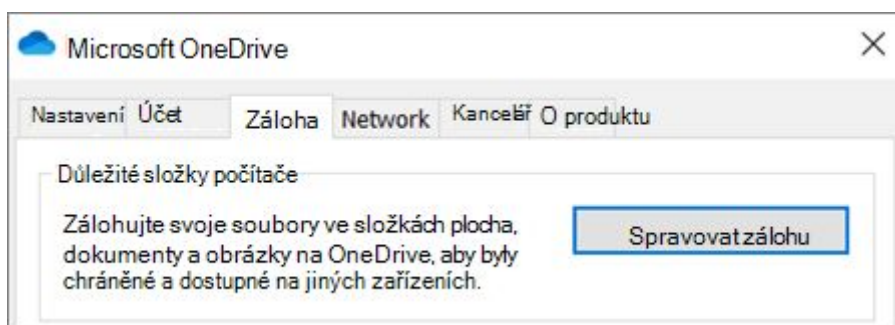 Microsoft OneDrive
Nastavení Účet Záloha Network Kancelář O produktu
Důležité složky počítače
Zálohujte svoje soubory ve složkách plocha,
dokumenty a obrázky na OneDrive, aby byly
chráněné a dostupné na jiných zařízeních.
Spravovat zálohu